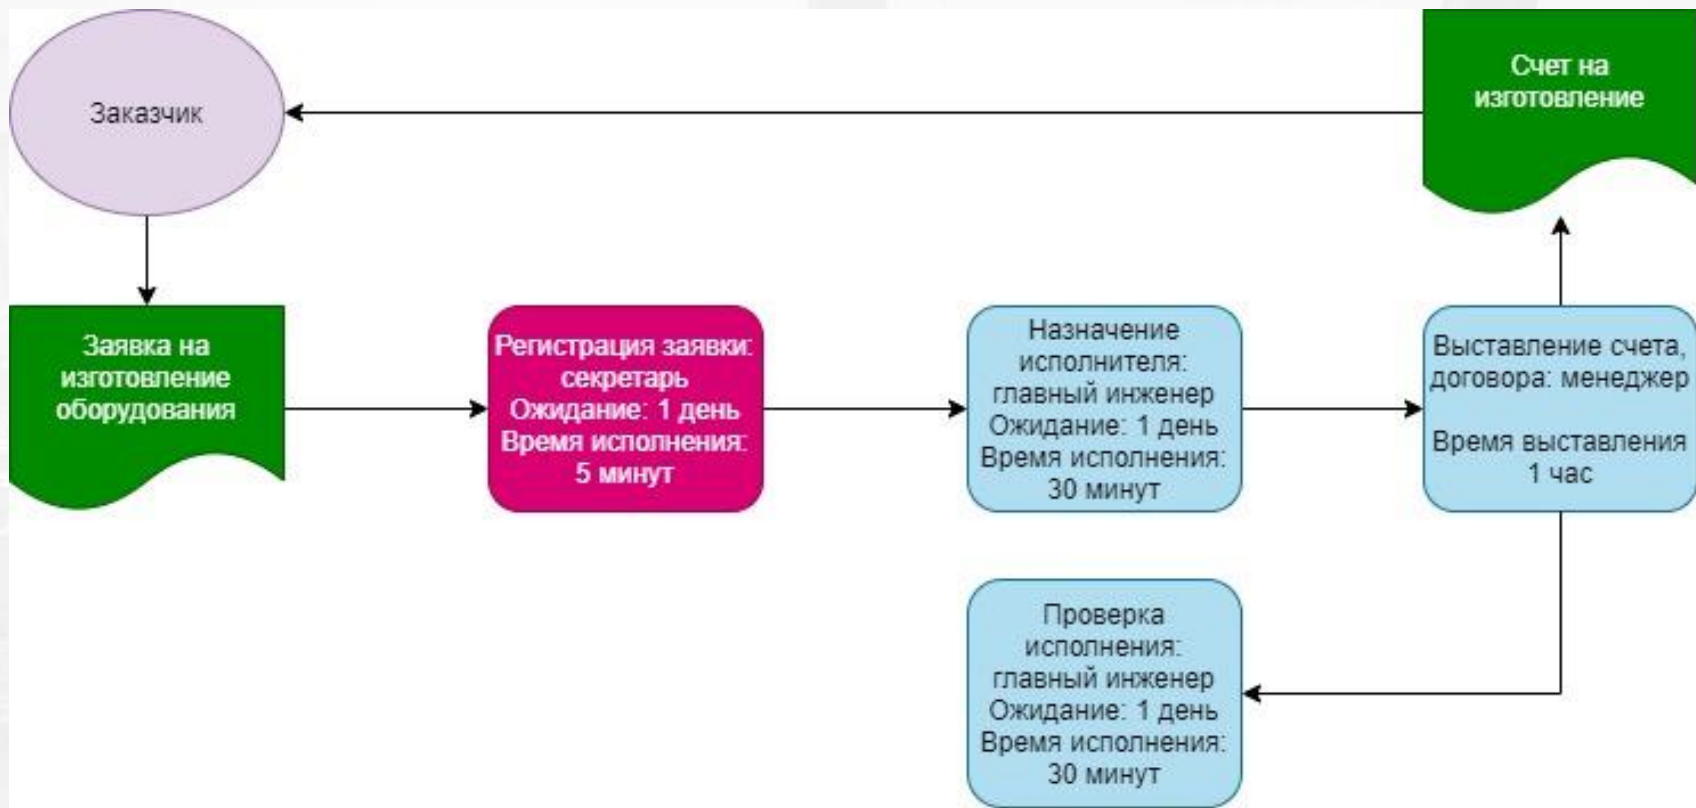 Заказчик
Счет на
изготовление
Заявка на
изготовление
оборудования
Регистрация заявки:
секретарь
Ожидание: 1 день
Время исполнения:
5 минут
Назначение
исполнителя:
главный инженер
Ожидание: 1 день
Время исполнения:
30 минут
Выставление счета,
договора: менеджер
Время выставления
1 час
Проверка
исполнения:
главный инженер
Ожидание: 1 день
Время исполнения:
30 минут